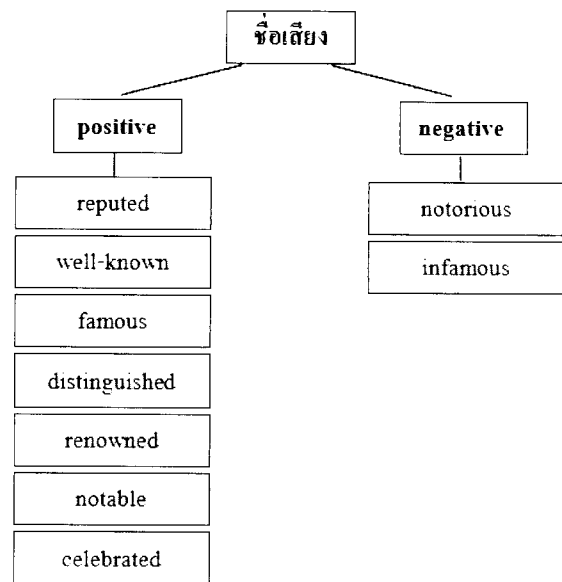 ชื่อเสียง
positive
negative
reputed
well-known
famous
distinguished
renowned
notable
celebrated
notorious
infamous